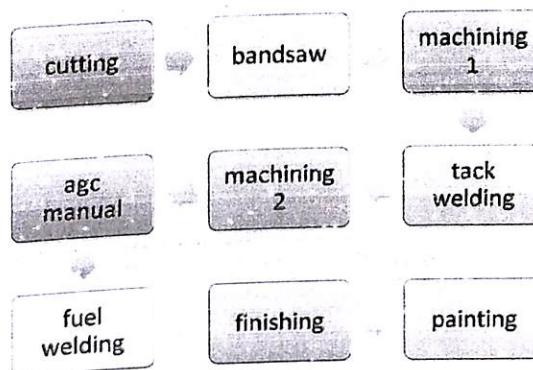 cutting
bandsaw
machining
1
agc
manual
machining
2
tack
welding
fuel
welding
finishing
painting